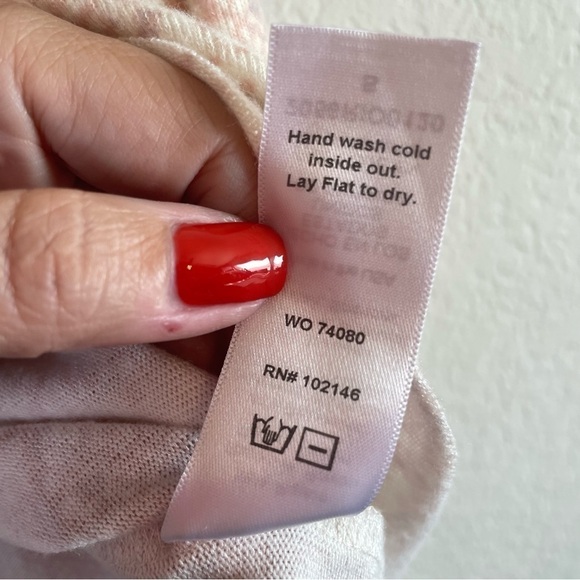 Hand wash cold
inside out.
Lay Flat to dry.
WO 74080
RN# 102146